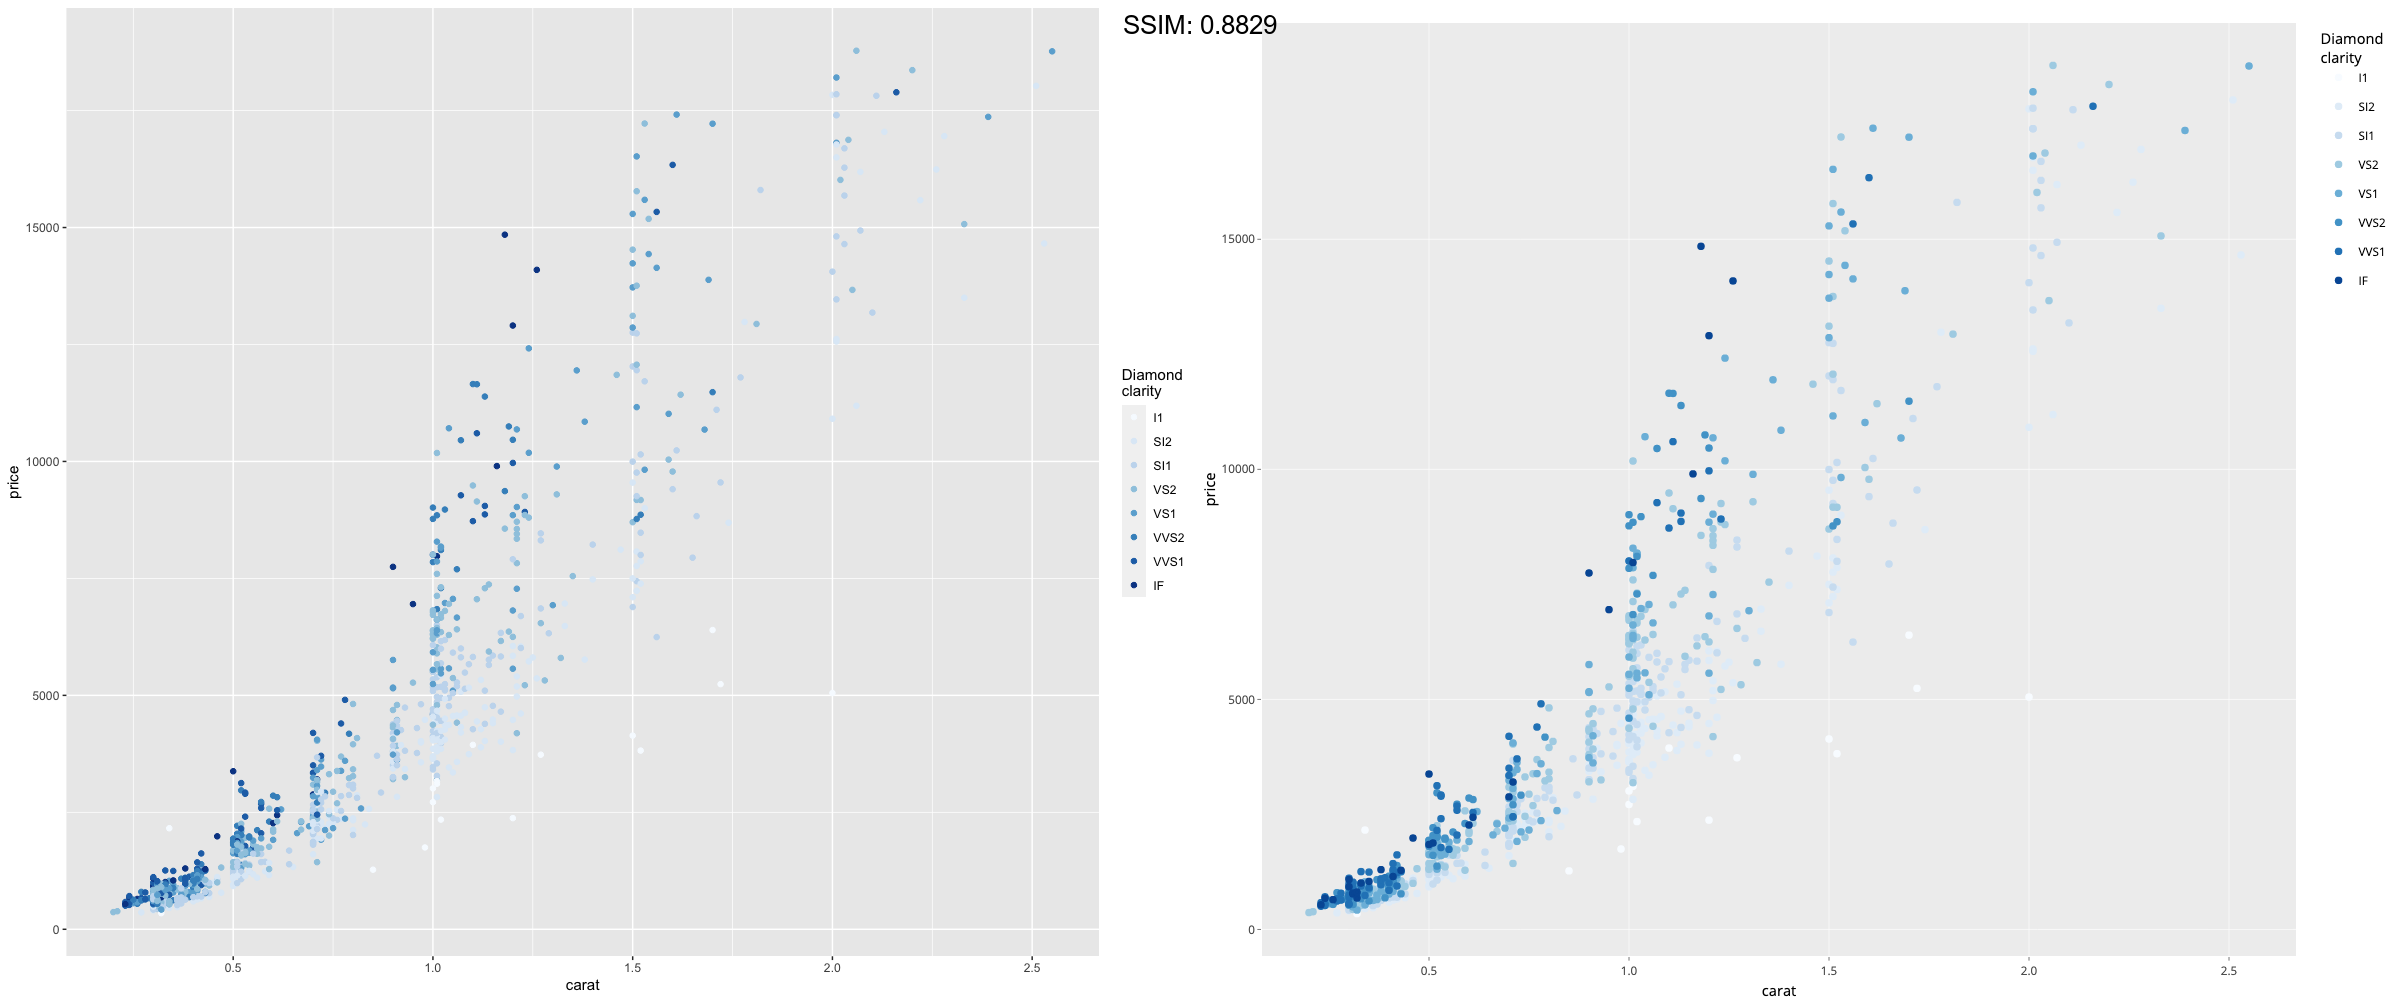 SSIM: 0.8829
price
15000
10000
5000
0
0.5
1.0
1.5
2.0
2.5
carat
Diamond
clarity
I1
SI2
SI1
VS2
VS1
VVS2
VVS1
IF
price
15000
10000
5000
0
0.5
1.0
1.5
2.0
2.5
carat
Diamond
clarity
I1
SI2
SI1
VS2
VS1
VVS2
VVS1
IF